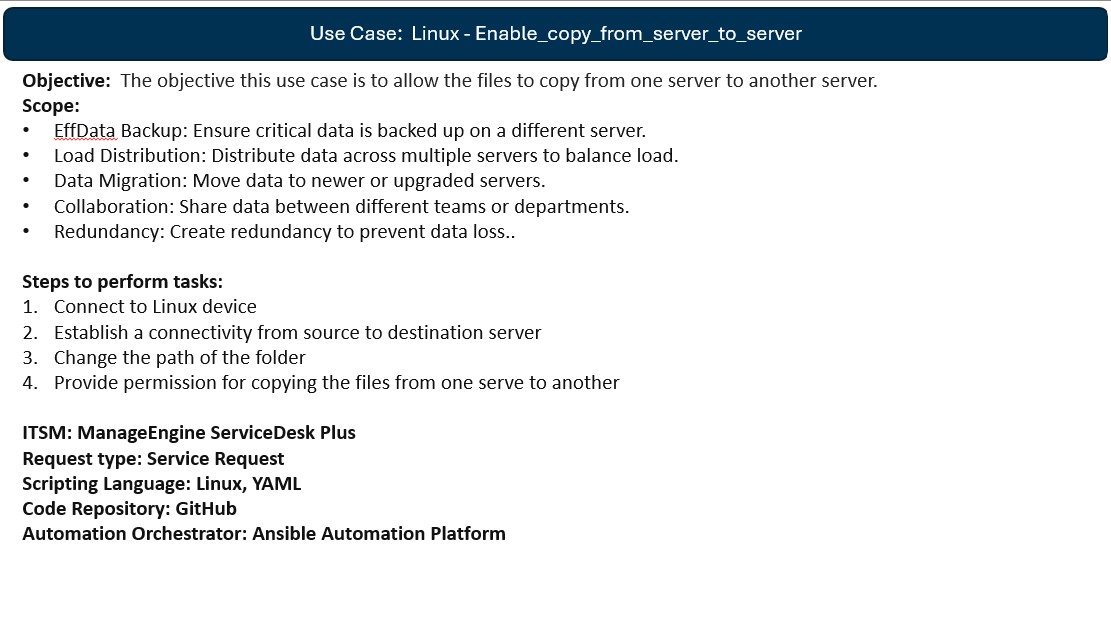 Use Case:  Linux - Enable_copy_from_server_to_server
Objective:  The objective this use case is to allow the files to copy from one server to another server.
Scope:
• EffData Backup: Ensure critical data is backed up on a different server.
• Load Distribution: Distribute data across multiple servers to balance load.
• Data Migration: Move data to newer or upgraded servers.
• Collaboration: Share data between different teams or departments.
• Redundancy: Create redundancy to prevent data loss..
Steps to perform tasks:
1. Connect to Linux device
2. Establish a connectivity from source to destination server
3. Change the path of the folder
4. Provide permission for copying the files from one serve to another
ITSM: ManageEngine ServiceDesk Plus
Request type: Service Request
Scripting Language: Linux, YAML
Code Repository: GitHub
Automation Orchestrator: Ansible Automation Platform